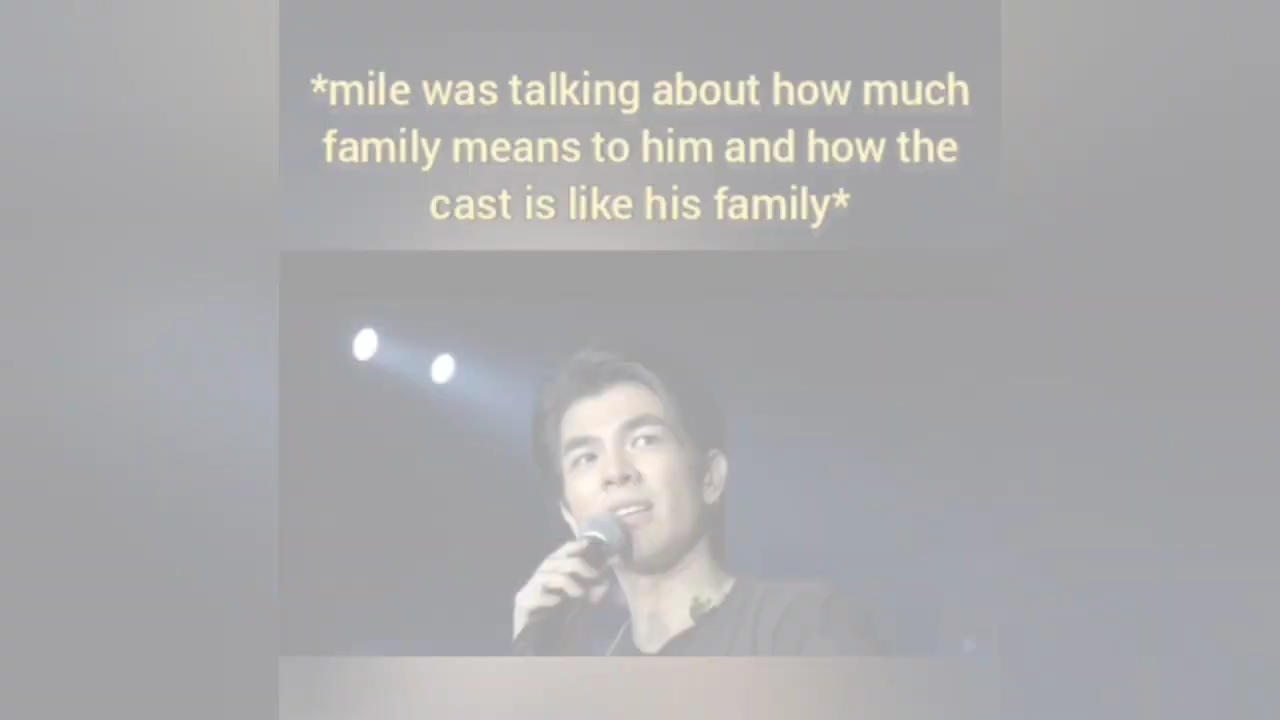 *mile was talking about how much
family means to him and how the
cast is like his family*